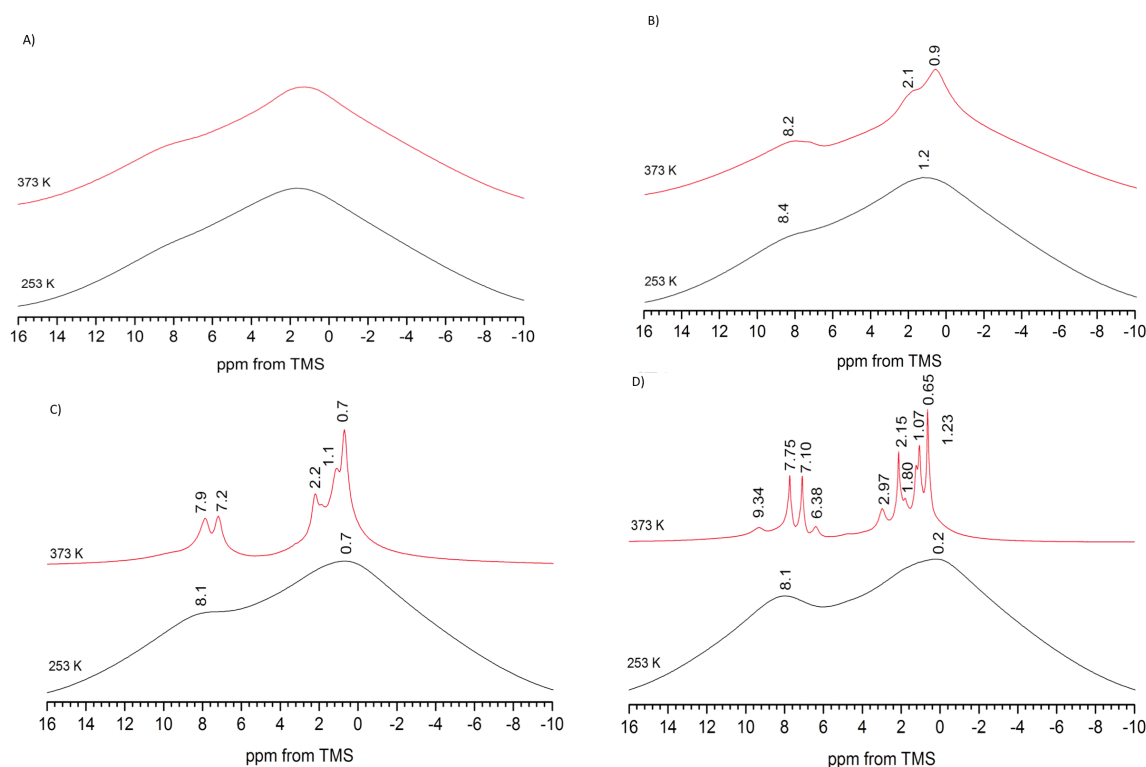 A)
373 K
253 K
16 14 12 10 8 6 4 2 0 -2 -4 -6 -8 -10
ppm from TMS
B)
0.9
2.1
8.2
373 K
1.2
8.4
253 K
16 14 12 10 8 6 4 2 0 -2 -4 -6 -8 -10
ppm from TMS
C)
0.7
1.1
2.2
7.9 7.2
373 K
0.7
8.1
253 K
16 14 12 10 8 6 4 2 0 -2 -4 -6 -8 -10
ppm from TMS
D)
0.65
2.15 1.07 1.23
7.75 7.10
2.97 1.80
9.34 6.38
373 K
0.2
8.1
253 K
16 14 12 10 8 6 4 2 0 -2 -4 -6 -8 -10
ppm from TMS